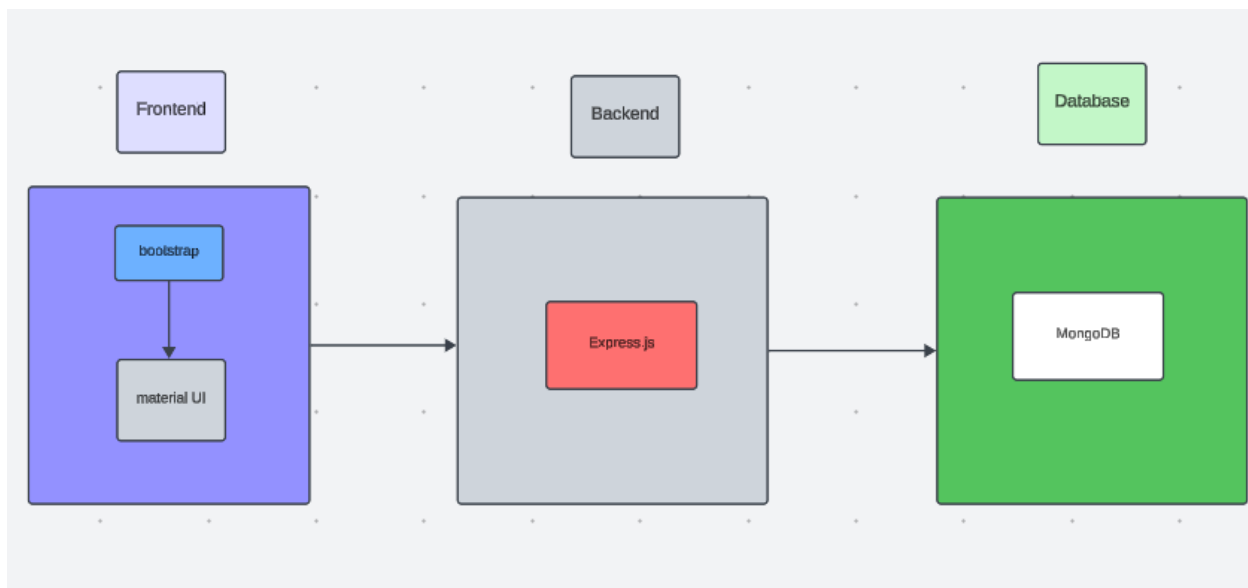 Frontend
Backend
Database
bootstrap
material UI
Express.js
MongoDB